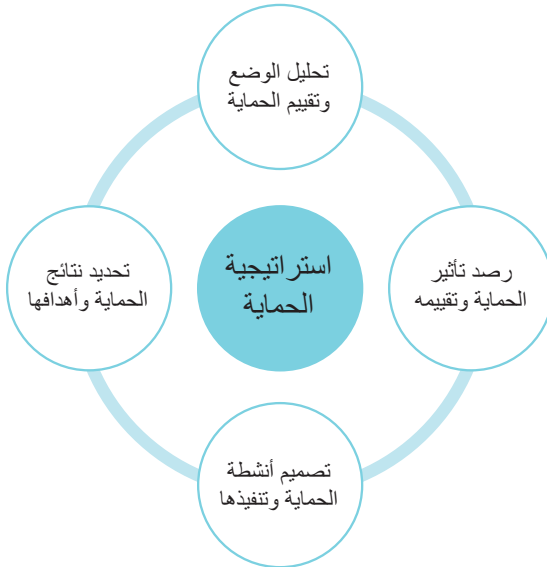 تحليل الوضع
وتقييم الحماية
رصد تأثير
الحماية وتقييمه
استراتيجية
الحماية
تحديد نتائج
الحماية وأهدافها
تصميم أنشطة
الحماية وتنفيذها